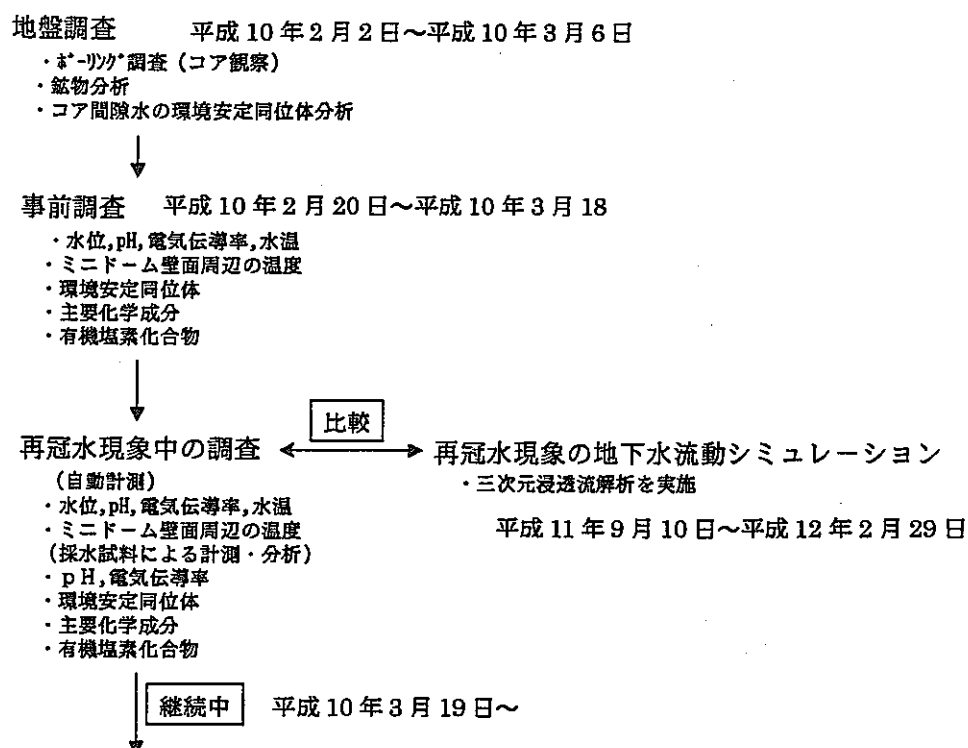 地盤調査 平成10年2月2日～平成10年3月6日
・ボーリング調査（コア観察）
・鉱物分析
・コア間隙水の環境安定同位体分析
事前調査 平成10年2月20日～平成10年3月18
・水位,pH,電気伝導率,水温
・ミニドーム壁面周辺の温度
・環境安定同位体
・主要化学成分
・有機塩素化合物
比較
再冠水現象中の調査 再冠水現象の地下水流動シミュレーション
（自動計測） ・三次元浸透流解析を実施
・水位,pH,電気伝導率,水温
・ミニドーム壁面周辺の温度 平成11年9月10日～平成12年2月29日
（採水試料による計測・分析）
・ｐH,電気伝導率
・環境安定同位体
・主要化学成分
・有機塩素化合物
継続中 平成10年3月19日～